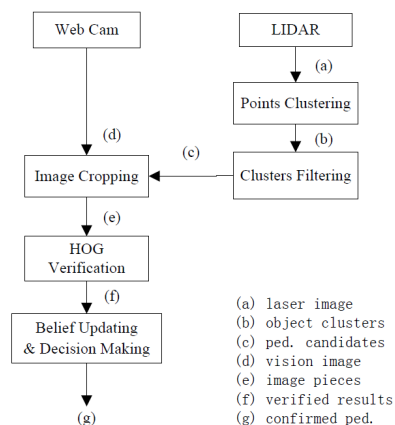 Web Cam
LIDAR
(a)
Points Clustering
(b)
(d)
(c)
Image Cropping
Clusters Filtering
(e)
HOG
Verification
(f)
Belief Updating
& Decision Making
(g)
(a) laser image
(b) object clusters
(c) ped. candidates
(d) vision image
(e) image pieces
(f) verified results
(g) confirmed ped.